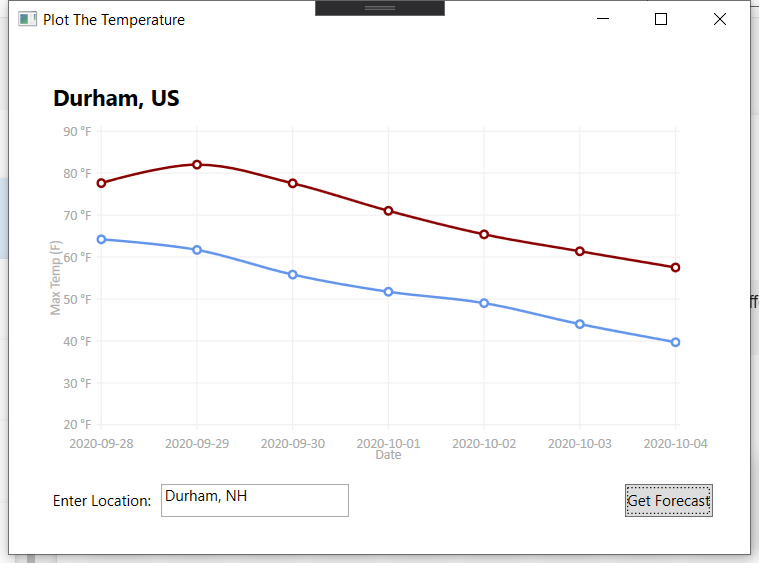 Plot The Temperature
Durham, US
90 °F
80 °F
70 °F
60 °F
50 °F
40 °F
30 °F
20 °F
Max Temp (F)
2020-09-28 2020-09-29 2020-09-30 2020-10-01 2020-10-02 2020-10-03 2020-10-04
Date
Enter Location: Durham, NH Get Forecast